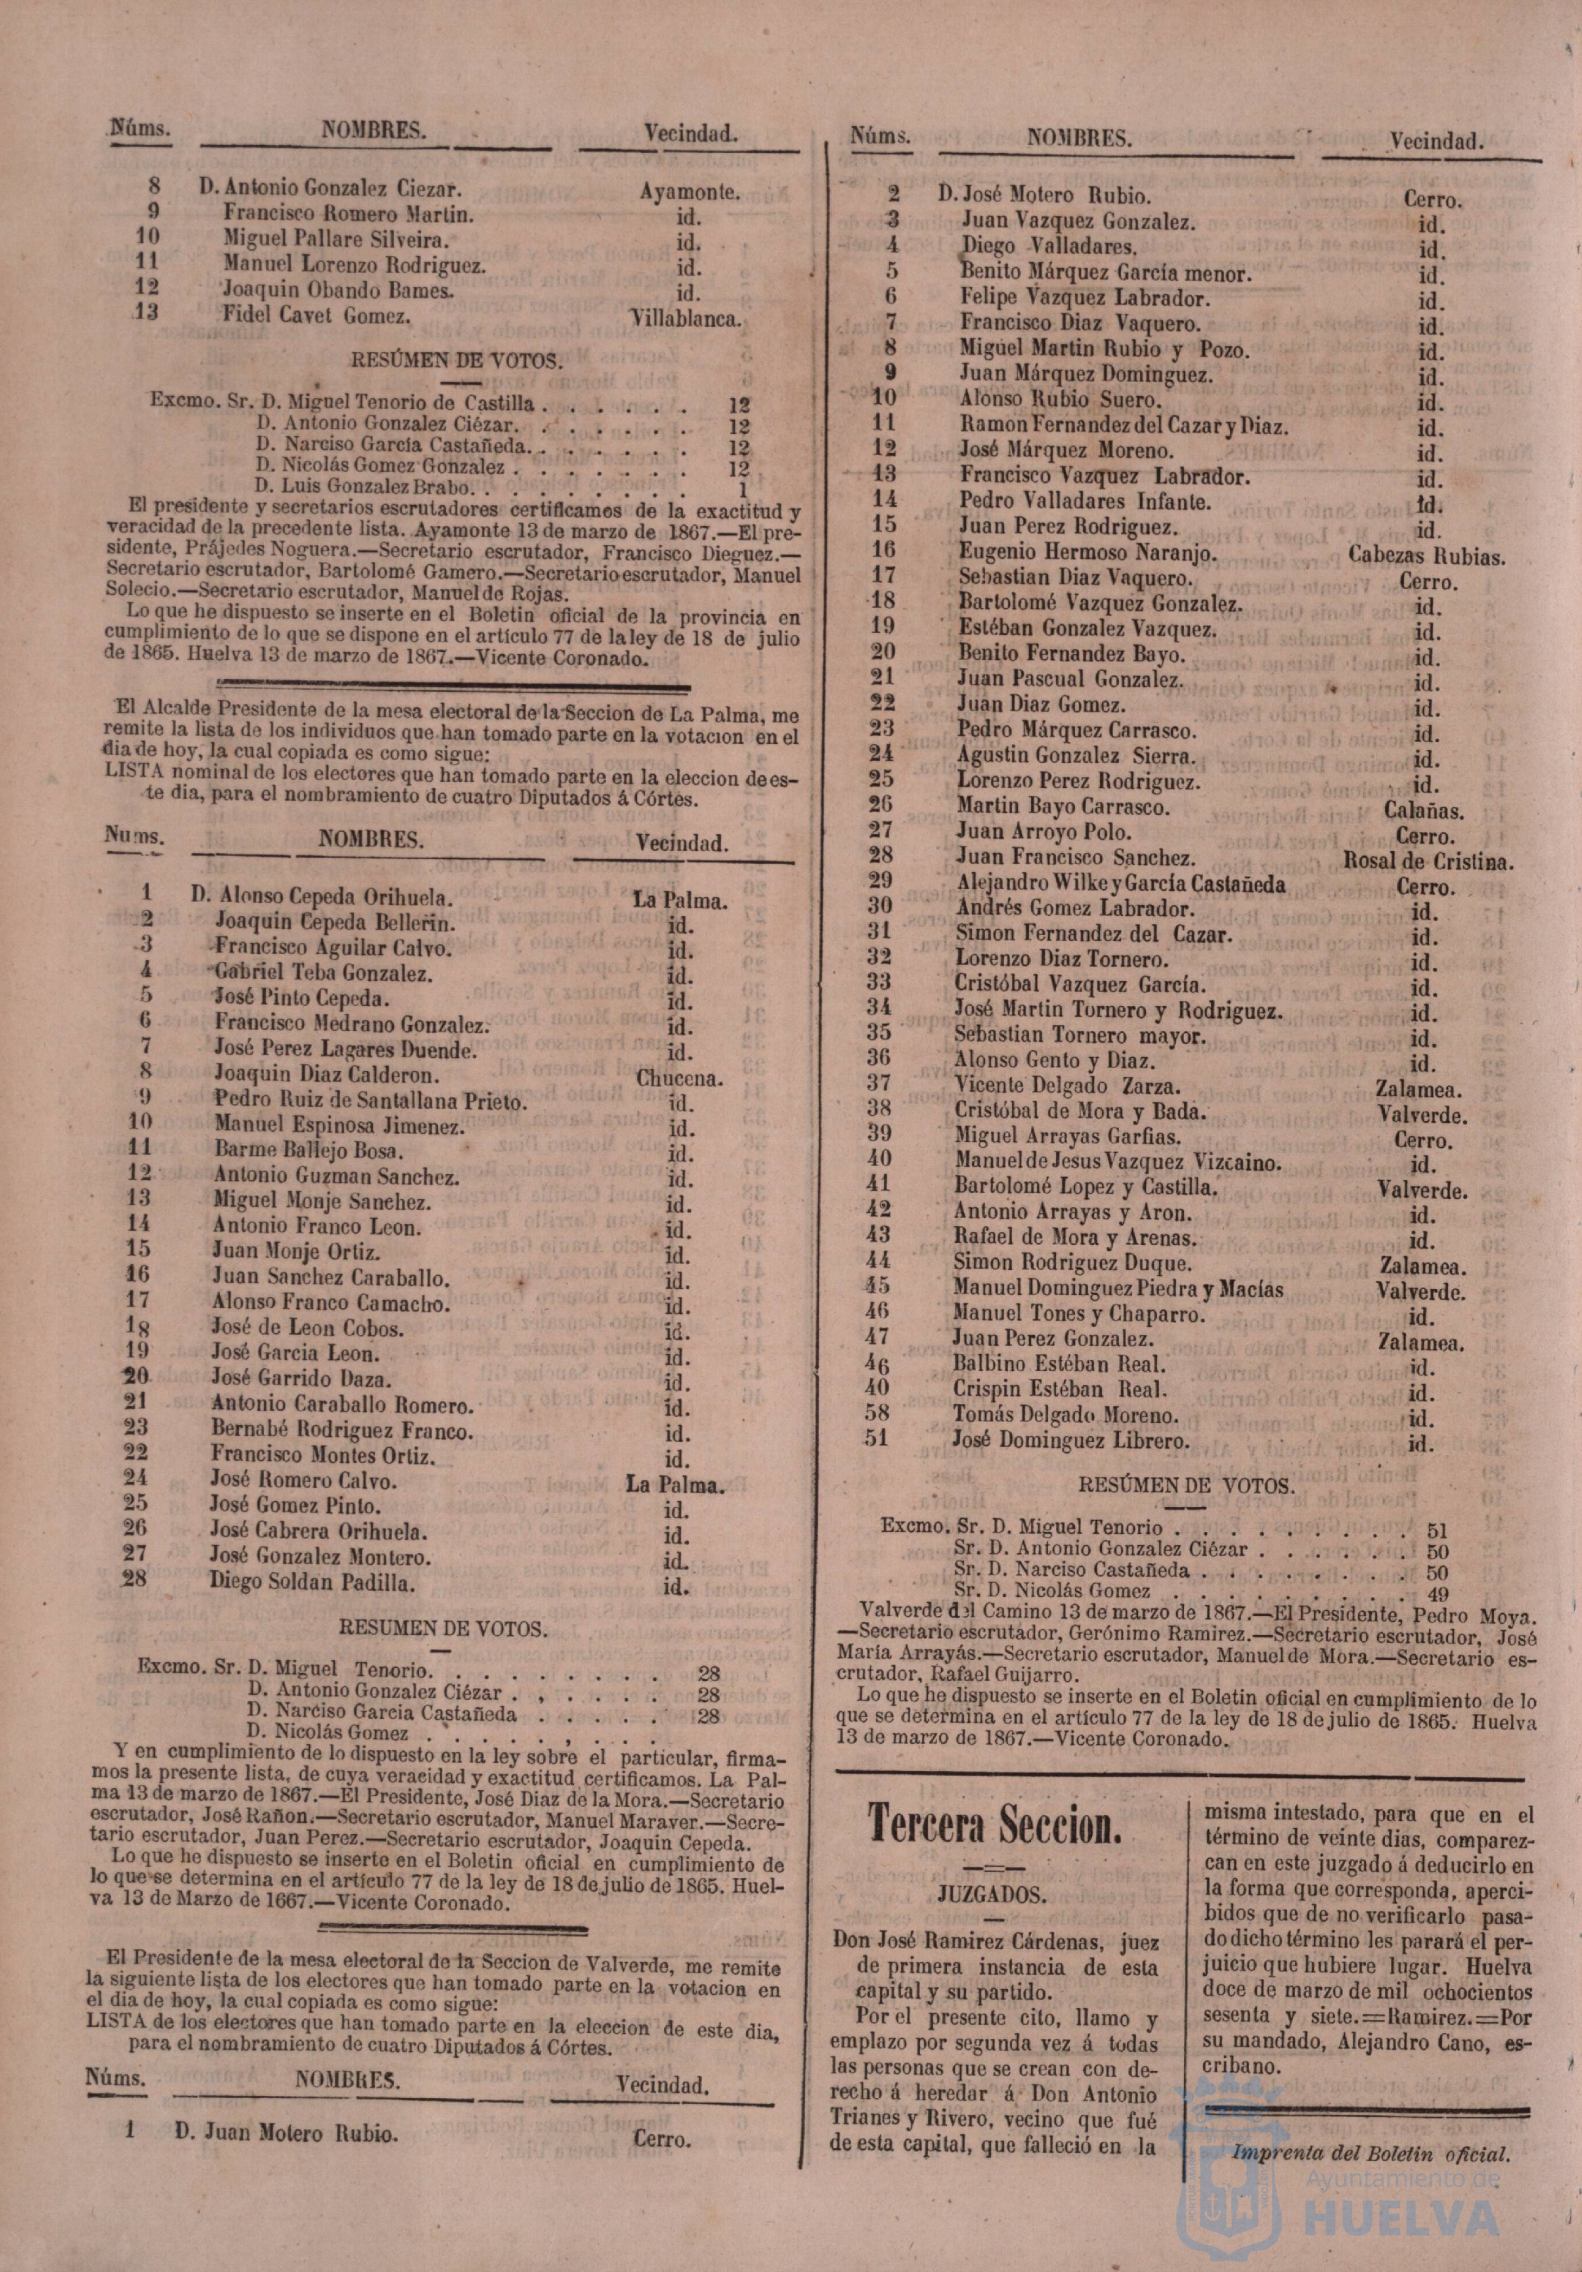 Núms. NOMBRES. Vecindad.
8 D. Antonio Gonzalez Ciezar. Ayamonte.
9 Francisco Romero Martin. id.
10 Miguel Pallare Silveira. id.
11 Manuel Lorenzo Rodriguez. id.
12 Joaquin Obando Bames. id.
13 Fidel Cavet Gomez. Villablanca.
RESÚMEN DE VOTOS.
Excmo. Sr. D. Miguel Tenorio de Castilla . . . . . . 12
D. Antonio Gonzalez Ciézar. . . . . . . 12
D. Narciso García Castañeda. . . . . . . 12
D. Nicolás Gomez Gonzalez . . . . . . . 12
D. Luis Gonzalez Brabo. . . . . . . . . 1
El presidente y secretarios escrutadores certificamos de la exactitud y
veracidad de la precedente lista. Ayamonte 13 de marzo de 1867.—El pre-
sidente, Prájedes Noguera.—Secretario escrutador, Francisco Dieguez.—
Secretario escrutador, Bartolomé Gamero.—Secretario escrutador, Manuel
Solecio.—Secretario escrutador, Manuel de Rojas.
Lo que he dispuesto se inserte en el Boletin oficial de la provincia en
cumplimiento de lo que se dispone en el artículo 77 de la ley de 18 de julio
de 1865. Huelva 13 de marzo de 1867.—Vicente Coronado.
El Alcalde Presidente de la mesa electoral de la Seccion de La Palma, me
remite la lista de los individuos que han tomado parte en la votacion en el
dia de hoy, la cual copiada es como sigue:
LISTA nominal de los electores que han tomado parte en la eleccion de es-
te dia, para el nombramiento de cuatro Diputados á Córtes.
Nums. NOMBRES. Vecindad.
1 D. Alonso Cepeda Orihuela. La Palma.
2 Joaquin Cepeda Bellerin. id.
3 Francisco Aguilar Calvo. id.
4 Gabriel Teba Gonzalez. id.
5 José Pinto Cepeda. id.
6 Francisco Medrano Gonzalez. id.
7 José Perez Lagares Duende. id.
8 Joaquin Diaz Calderon. Chucena.
9 Pedro Ruiz de Santallana Prieto. id.
10 Manuel Espinosa Jimenez. id.
11 Barme Ballejo Bosa. id.
12 Antonio Guzman Sanchez. id.
13 Miguel Monje Sanchez. id.
14 Antonio Franco Leon. id.
15 Juan Monje Ortiz. id.
16 Juan Sanchez Caraballo. id.
17 Alonso Franco Camacho. id.
18 José de Leon Cobos. id.
19 José Garcia Leon. id.
20 José Garrido Daza. id.
21 Antonio Caraballo Romero. id.
23 Bernabé Rodriguez Franco. id.
22 Francisco Montes Ortiz. id.
24 José Romero Calvo. La Palma.
25 José Gomez Pinto. id.
26 José Cabrera Orihuela. id.
27 José Gonzalez Montero. id.
28 Diego Soldan Padilla. id.
RESUMEN DE VOTOS.
Excmo. Sr. D. Miguel Tenorio. . . . . . . . . 28
D. Antonio Gonzalez Ciézar . . . . . . 28
D. Narciso Garcia Castañeda . . . . . 28
D. Nicolás Gomez . . . . . . . . .
Y en cumplimiento de lo dispuesto en la ley sobre el particular, firma-
mos la presente lista, de cuya veracidad y exactitud certificamos. La Pal-
ma 13 de marzo de 1867.—El Presidente, José Diaz de la Mora.—Secretario
escrutador, José Rañon.—Secretario escrutador, Manuel Maraver.—Secre-
tario escrutador, Juan Perez.—Secretario escrutador, Joaquin Cepeda.
Lo que he dispuesto se inserte en el Boletin oficial en cumplimiento de
lo que se determina en el artículo 77 de la ley de 18 de julio de 1865. Huel-
va 13 de Marzo de 1667.—Vicente Coronado.
El Presidente de la mesa electoral de la Seccion de Valverde, me remite
la siguiente lista de los electores que han tomado parte en la votacion en
el dia de hoy, la cual copiada es como sigue:
LISTA de los electores que han tomado parte en la eleccion de este dia,
para el nombramiento de cuatro Diputados á Córtes.
Núms. NOMBRES. Vecindad.
1 D. Juan Motero Rubio. Cerro.
Núms. NOMBRES. Vecindad.
2 D. José Motero Rubio. Cerro.
3 Juan Vazquez Gonzalez. id.
4 Diego Valladares. id.
5 Benito Márquez García menor. id.
6 Felipe Vazquez Labrador. id.
7 Francisco Diaz Vaquero. id.
8 Miguel Martin Rubio y Pozo. id.
9 Juan Márquez Dominguez. id.
10 Alonso Rubio Suero. id.
11 Ramon Fernandez del Cazar y Diaz. id.
12 José Márquez Moreno. id.
13 Francisco Vazquez Labrador. id.
14 Pedro Valladares Infante. id.
15 Juan Perez Rodriguez. id.
16 Eugenio Hermoso Naranjo. Cabezas Rubias.
17 Sebastian Diaz Vaquero. Cerro.
18 Bartolomé Vazquez Gonzalez. id.
19 Estéban Gonzalez Vazquez. id.
20 Benito Fernandez Bayo. id.
21 Juan Pascual Gonzalez. id.
22 Juan Diaz Gomez. id.
23 Pedro Márquez Carrasco. id.
24 Agustin Gonzalez Sierra. id.
25 Lorenzo Perez Rodriguez. id.
26 Martin Bayo Carrasco. Calañas.
27 Juan Arroyo Polo. Cerro.
28 Juan Francisco Sanchez. Rosal de Cristina.
29 Alejandro Wilke y García Castañeda Cerro.
30 Andrés Gomez Labrador. id.
31 Simon Fernandez del Cazar. id.
32 Lorenzo Diaz Tornero. id.
33 Cristóbal Vazquez García. id.
34 José Martin Tornero y Rodriguez. id.
35 Sebastian Tornero mayor. id.
36 Alonso Gento y Diaz. id.
37 Vicente Delgado Zarza. Zalamea.
38 Cristóbal de Mora y Bada. Valverde.
39 Miguel Arrayas Garfias. Cerro.
40 Manuel de Jesus Vazquez Vizcaino. id.
41 Bartolomé Lopez y Castilla. Valverde.
42 Antonio Arrayas y Aron. id.
43 Rafael de Mora y Arenas. id.
44 Simon Rodriguez Duque. Zalamea.
45 Manuel Dominguez Piedra y Macías Valverde.
46 Manuel Tones y Chaparro. id.
47 Juan Perez Gonzalez. Zalamea.
46 Balbino Estéban Real. id.
40 Crispin Estéban Real. id.
58 Tomás Delgado Moreno. id.
51 José Dominguez Librero. id.
RESÚMEN DE VOTOS.
Excmo. Sr. D. Miguel Tenorio . . . . . . . . . 51
Sr. D. Antonio Gonzalez Ciézar . . . . . . 50
Sr. D. Narciso Castañeda . . . . . . . . 50
Sr. D. Nicolás Gomez . . . . . . . . . 49
Valverde del Camino 13 de marzo de 1867.—El Presidente, Pedro Moya.
—Secretario escrutador, Gerónimo Ramirez.—Secretario escrutador, José
María Arrayás.—Secretario escrutador, Manuel de Mora.—Secretario es-
crutador, Rafael Guijarro.
Lo que he dispuesto se inserte en el Boletin oficial en cumplimiento de lo
que se determina en el artículo 77 de la ley de 18 de julio de 1865. Huelva
13 de marzo de 1867.—Vicente Coronado.
Tercera Seccion.
JUZGADOS.
Don José Ramirez Cárdenas, juez
de primera instancia de esta
capital y su partido.
Por el presente cito, llamo y
emplazo por segunda vez á todas
las personas que se crean con de-
recho á heredar á Don Antonio
Trianes y Rivero, vecino que fué
de esta capital, que falleció en la
misma intestado, para que en el
término de veinte dias, comparez-
can en este juzgado á deducirlo en
la forma que corresponda, aperci-
bidos que de no verificarlo pasa-
do dicho término les parará el per-
juicio que hubiere lugar. Huelva
doce de marzo de mil ochocientos
sesenta y siete.=Ramirez.=Por
su mandado, Alejandro Cano, es-
cribano.
Imprenta del Boletin oficial.
Ayuntamiento de
HUELVA